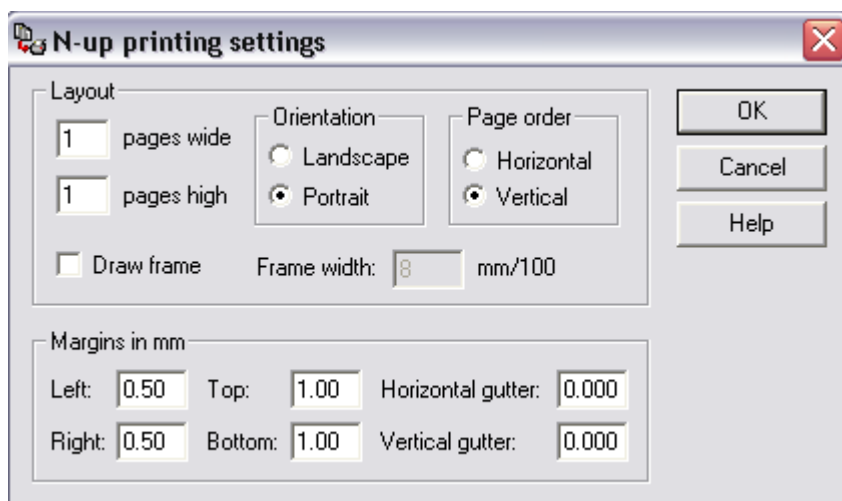 N-up printing settings
Layout
1 pages wide
1 pages high
Orientation
Landscape
Portrait
Page order
Horizontal
Vertical
Draw frame Frame width: 8 mm/100
OK
Cancel
Help
Margins in mm
Left: 0.50 Top: 1.00 Horizontal gutter: 0.000
Right: 0.50 Bottom: 1.00 Vertical gutter: 0.000